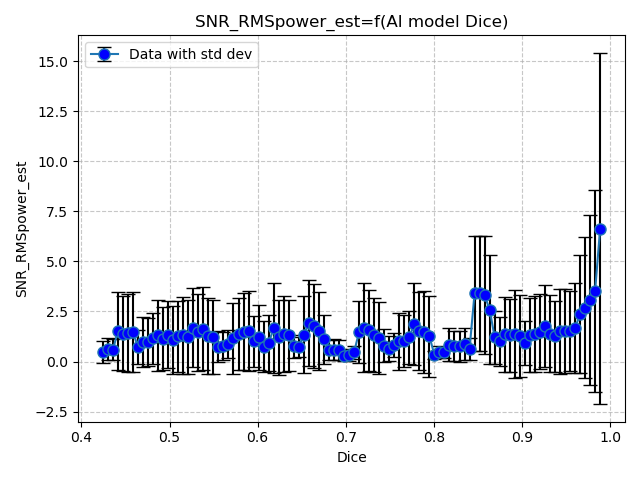 SNR_RMSpower_est=f(AI model Dice)
Data with std dev
SNR_RMSpower_est
15.0
12.5
10.0
7.5
5.0
2.5
0.0
−2.5
0.4 0.5 0.6 0.7 0.8 0.9 1.0
Dice